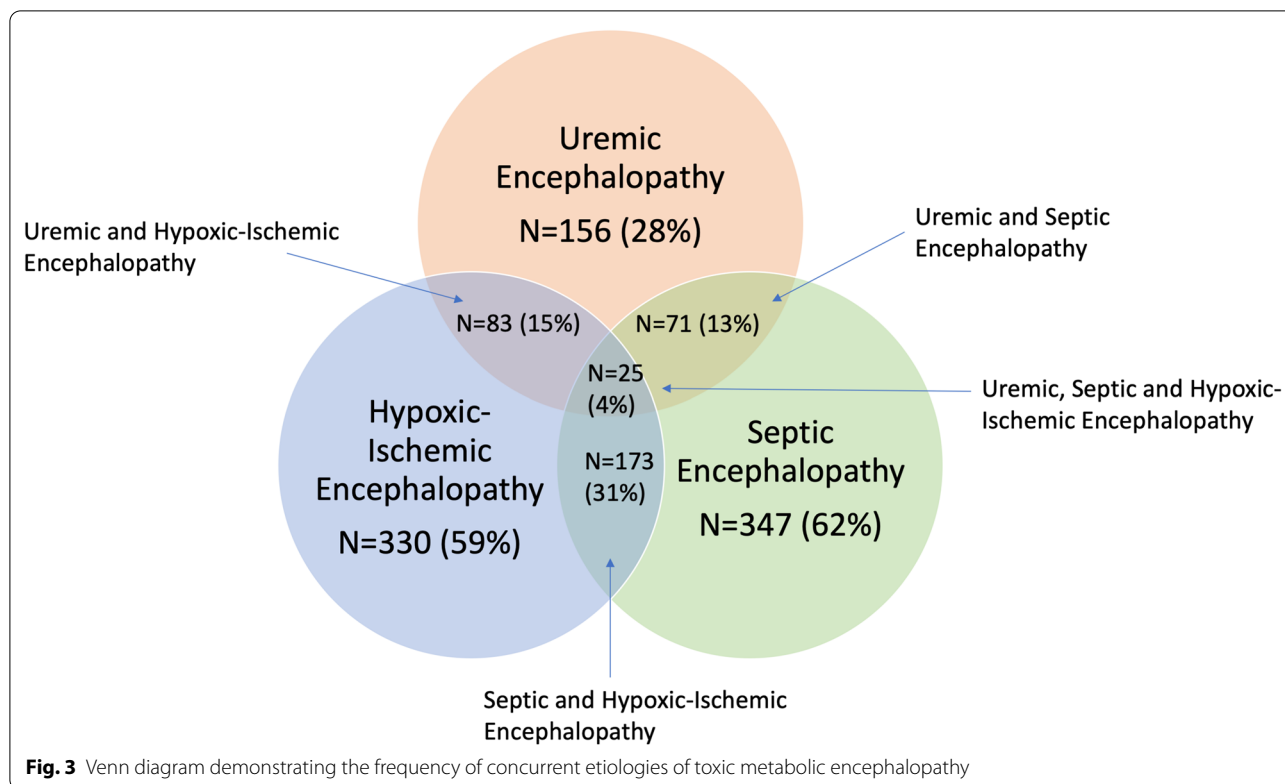 Uremic
Encephalopathy
N=156 (28%)
Uremic and Hypoxic-Ischemic
Encephalopathy
Uremic and Septic
Encephalopathy
N=83 (15%)
N=71 (13%)
N=25
(4%)
Uremic, Septic and Hypoxic-
Ischemic Encephalopathy
Hypoxic-
Ischemic
Encephalopathy
N=330 (59%)
N=173
(31%)
Septic
Encephalopathy
N=347 (62%)
Septic and Hypoxic-Ischemic
Encephalopathy
Fig. 3 Venn diagram demonstrating the frequency of concurrent etiologies of toxic metabolic encephalopathy